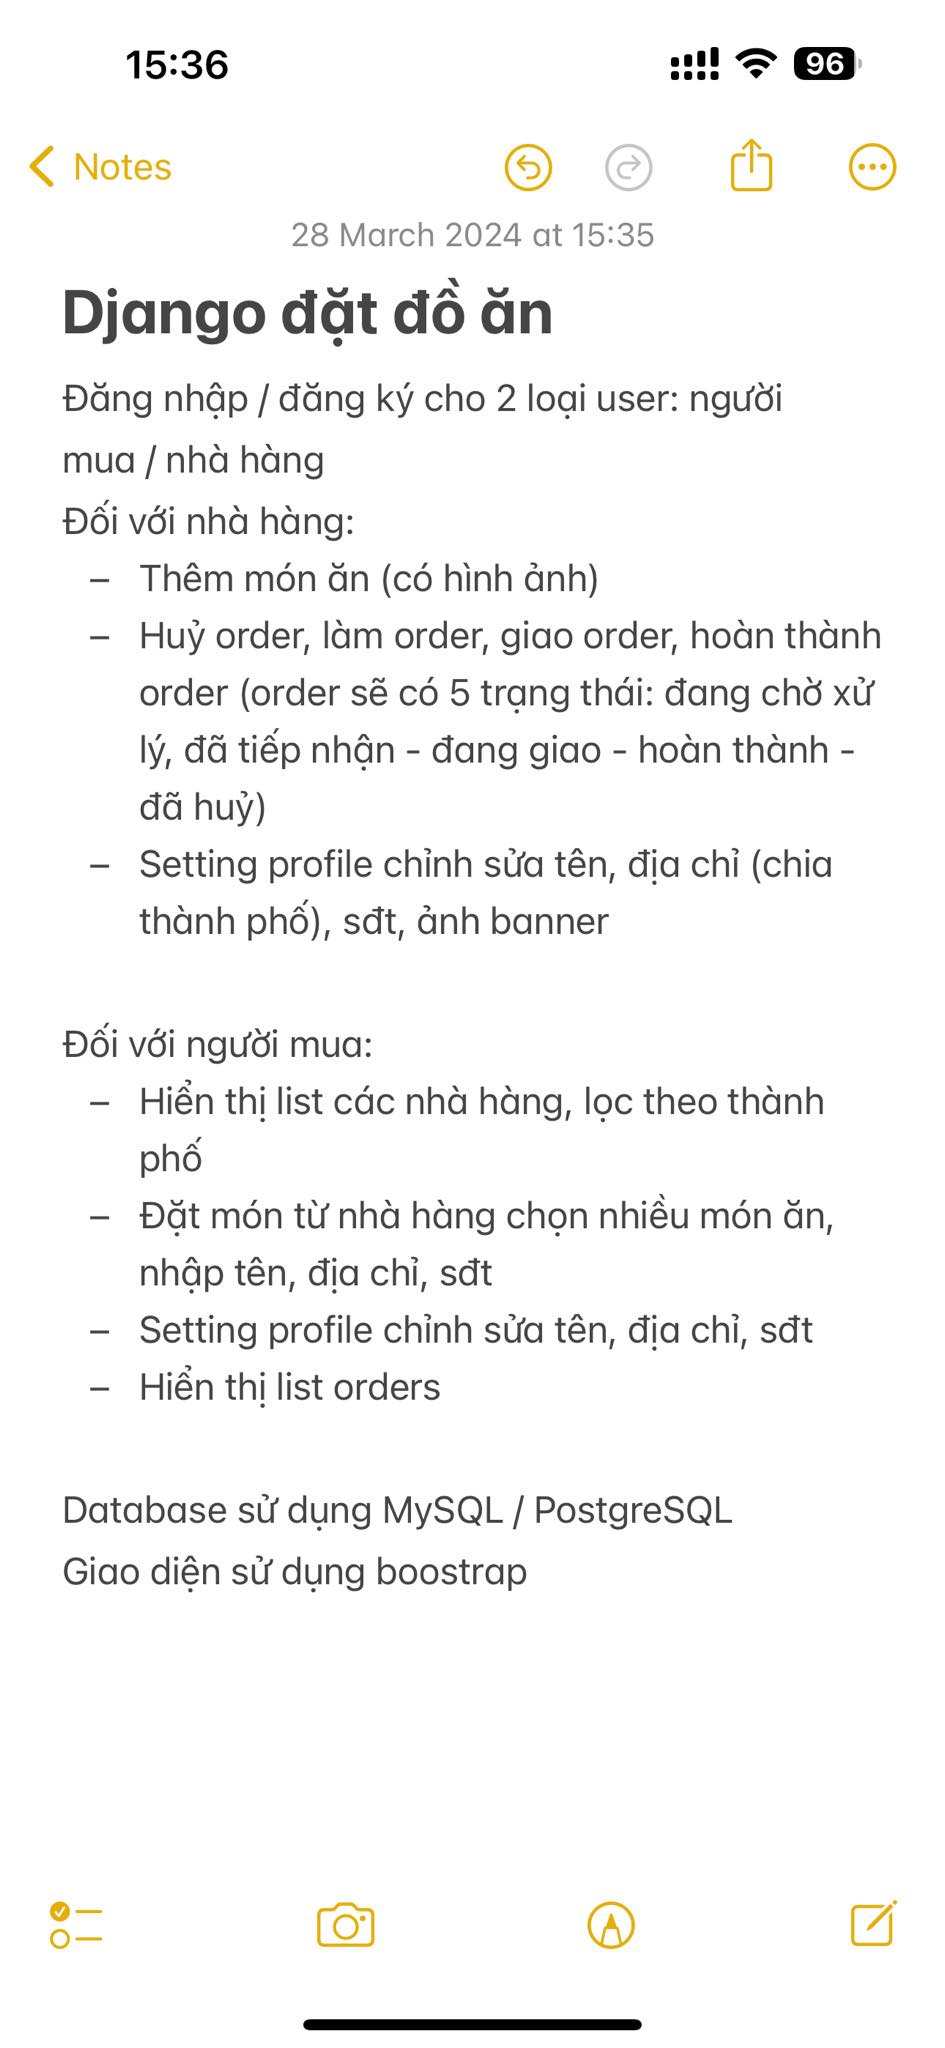 15:36
96
Notes
28 March 2024 at 15:35
Django đặt đồ ăn
Đăng nhập / đăng ký cho 2 loại user: người
mua / nhà hàng
Đối với nhà hàng:
– Thêm món ăn (có hình ảnh)
– Huỷ order, làm order, giao order, hoàn thành
order (order sẽ có 5 trạng thái: đang chờ xử
lý, đã tiếp nhận - đang giao - hoàn thành -
đã huỷ)
– Setting profile chỉnh sửa tên, địa chỉ (chia
thành phố), sđt, ảnh banner
Đối với người mua:
– Hiển thị list các nhà hàng, lọc theo thành
phố
– Đặt món từ nhà hàng chọn nhiều món ăn,
nhập tên, địa chỉ, sđt
– Setting profile chỉnh sửa tên, địa chỉ, sđt
– Hiển thị list orders
Database sử dụng MySQL / PostgreSQL
Giao diện sử dụng boostrap